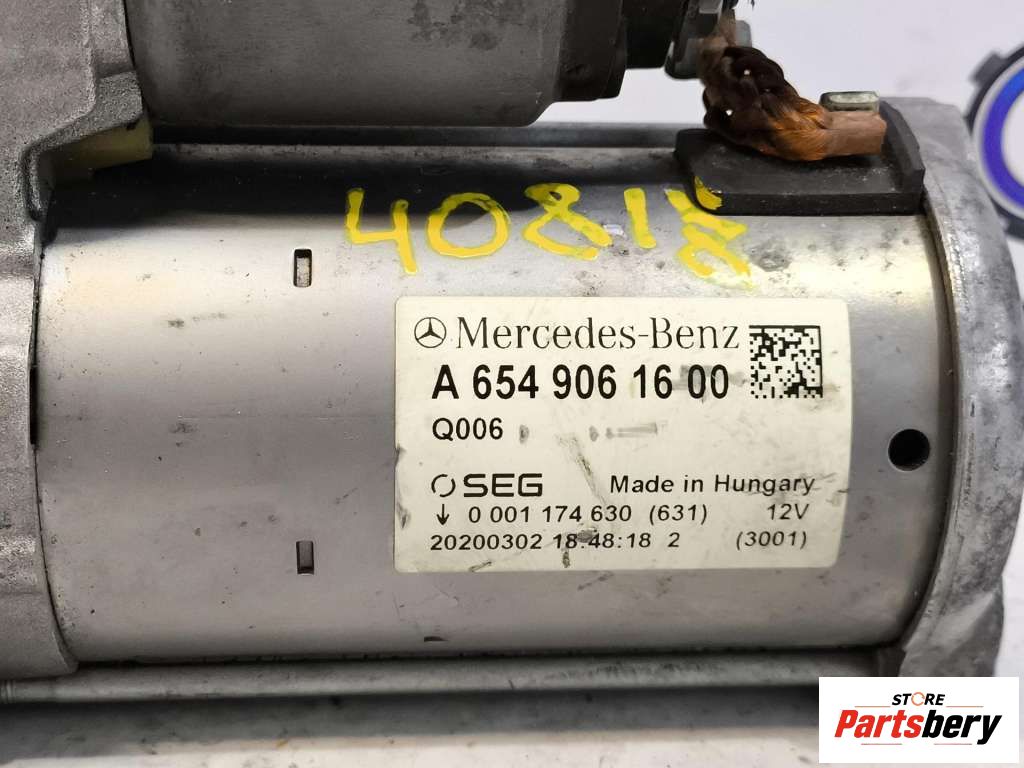 4081
Mercedes-Benz
A 654 906 16 00
Q006
SEG Made in Hungary
↓ 0 001 174 630 (631) 12V
20200302 18:48:18 2 (3001)
STORE
Partsbery